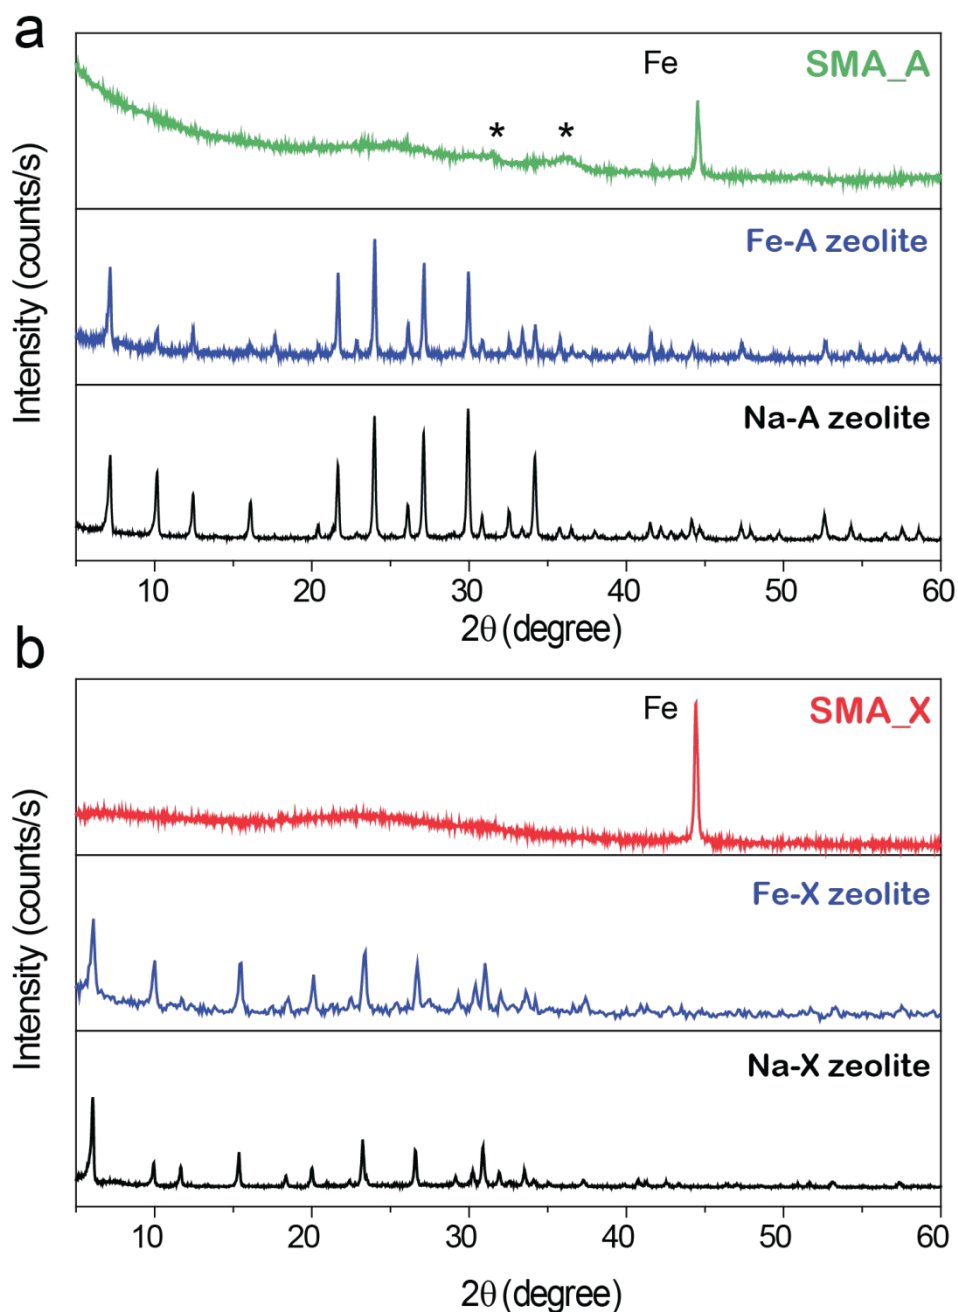 a
Fe
SMA_A
* *
Fe-A zeolite
Na-A zeolite
Intensity (counts/s)
10 20 30 40 50 60
2θ (degree)
b
Fe
SMA_X
Fe-X zeolite
Na-X zeolite
Intensity (counts/s)
10 20 30 40 50 60
2θ (degree)